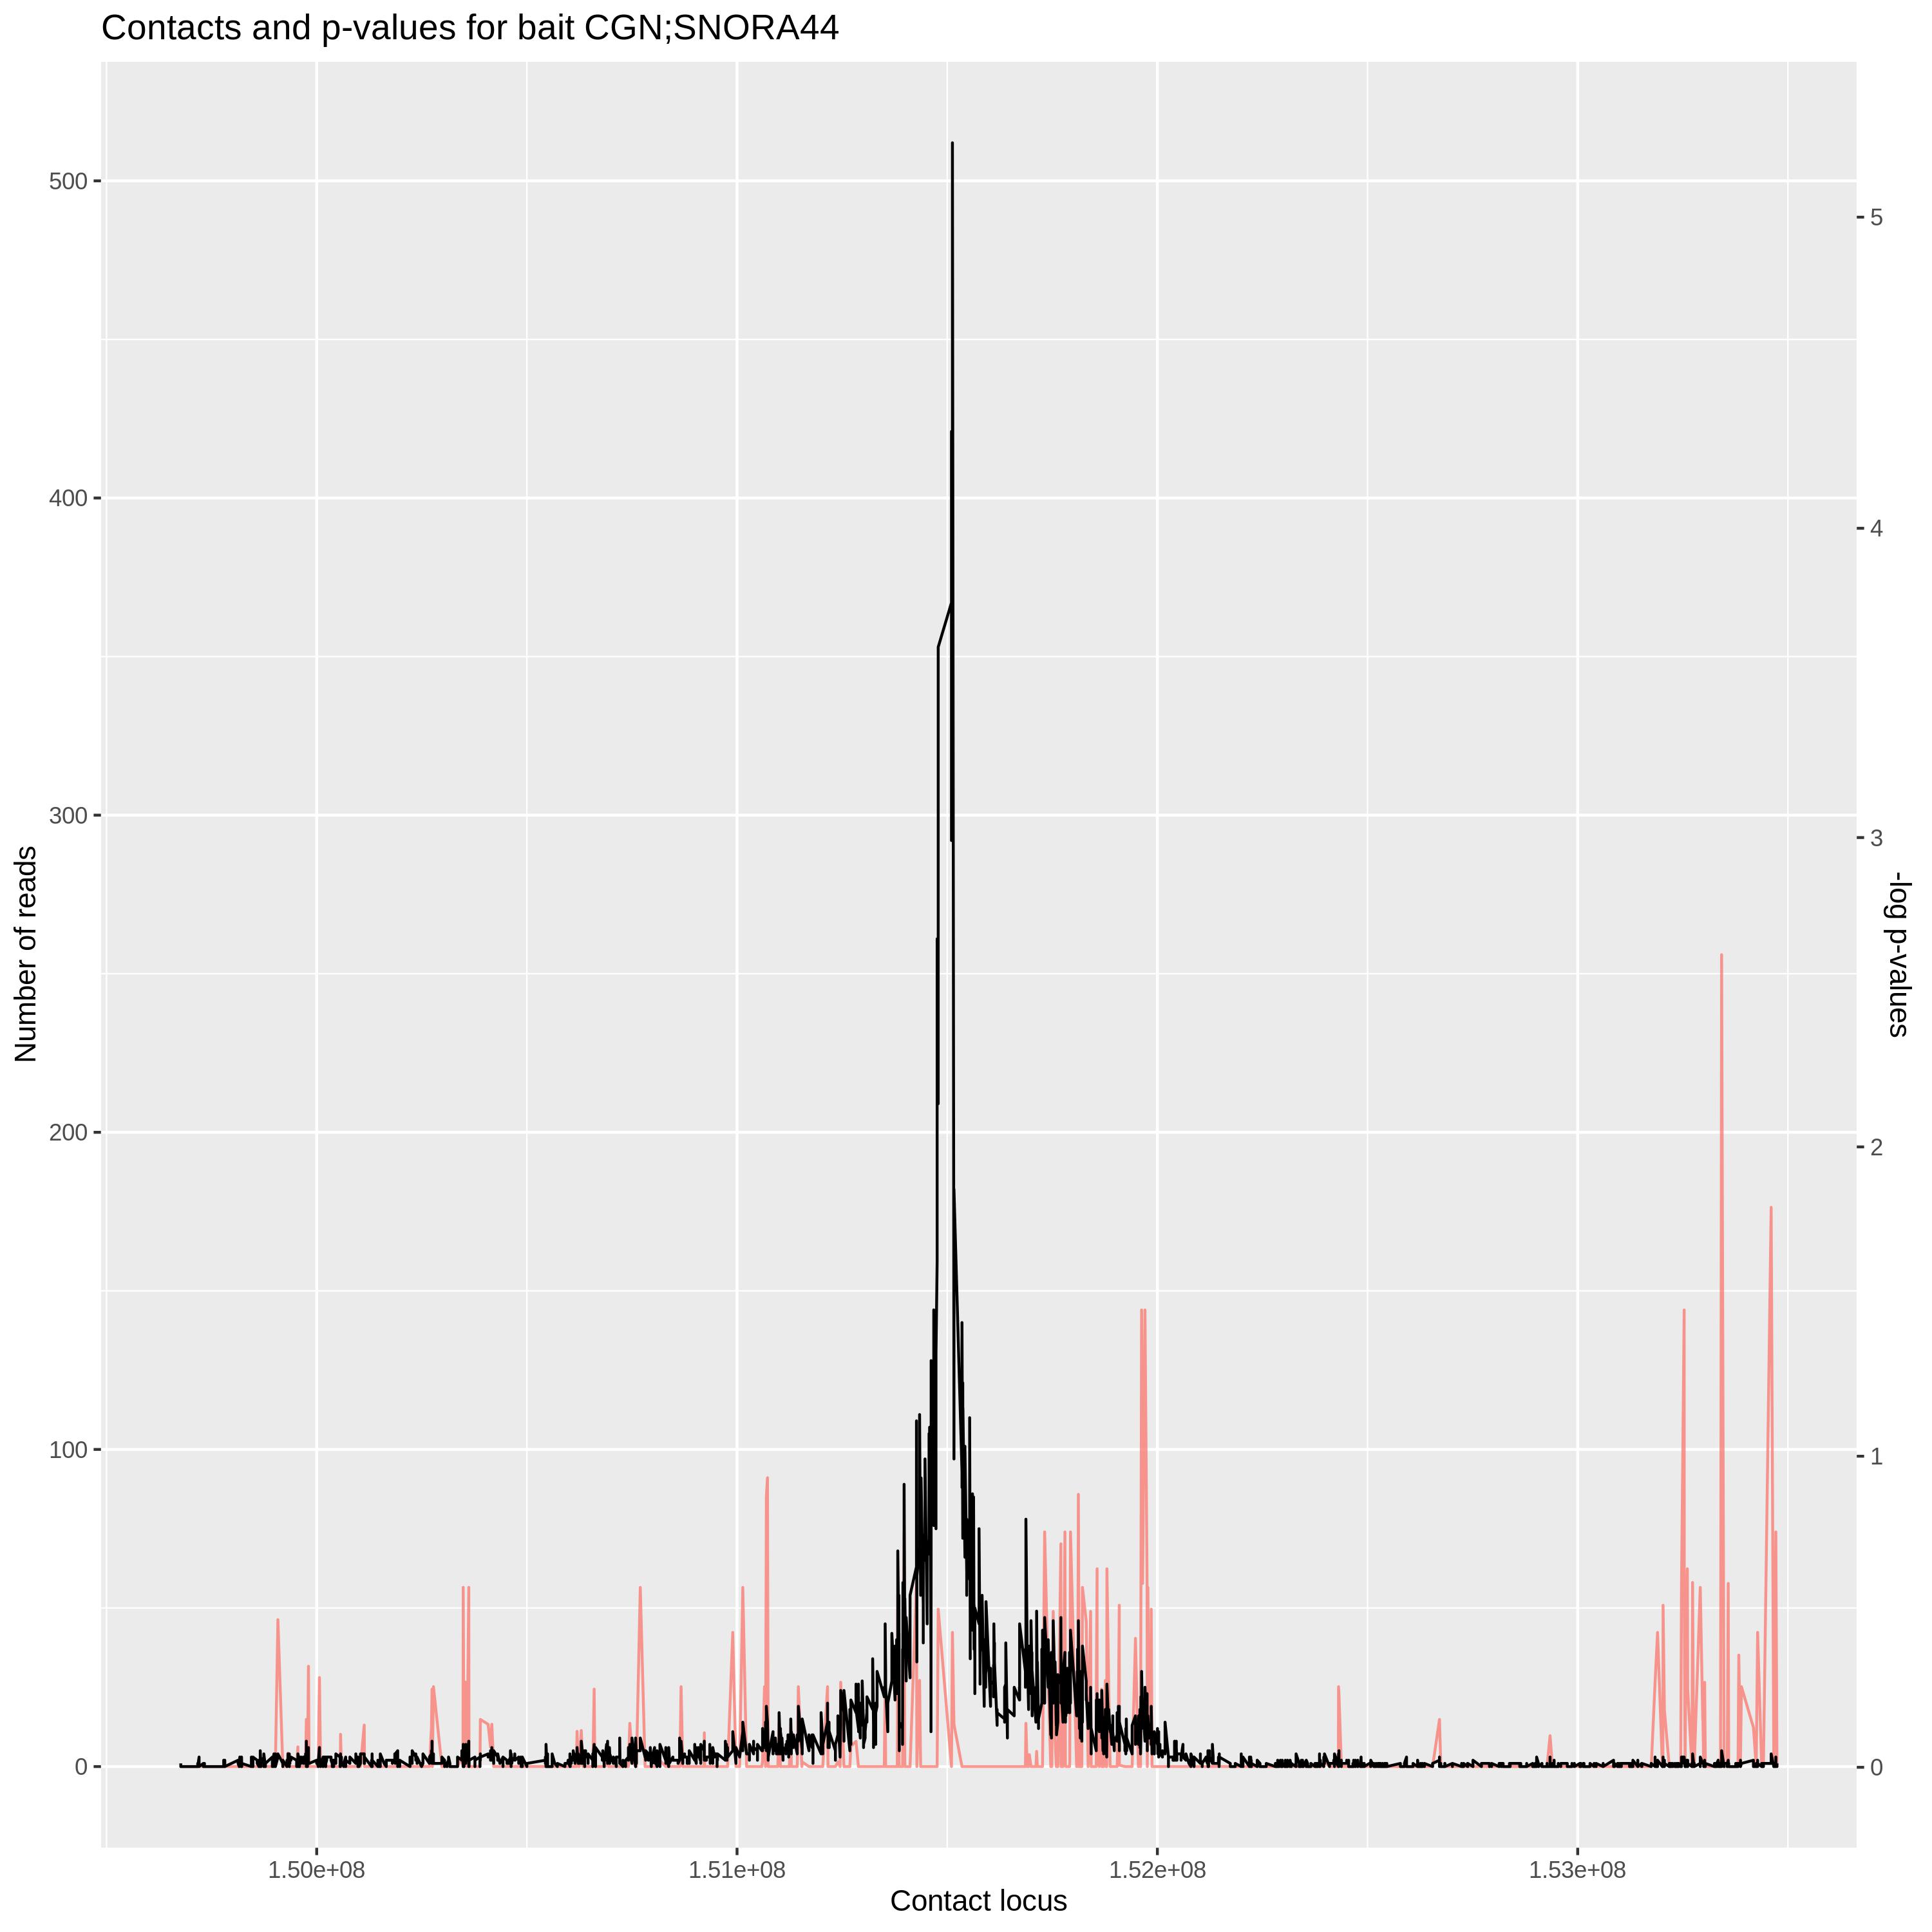 Contacts and p-values for bait CGN;SNORA44
Number of reads
500
400
300
200
100
0
5
4
3
2
1
0
-log p-values
1.50e+08
1.51e+08
1.52e+08
1.53e+08
Contact locus